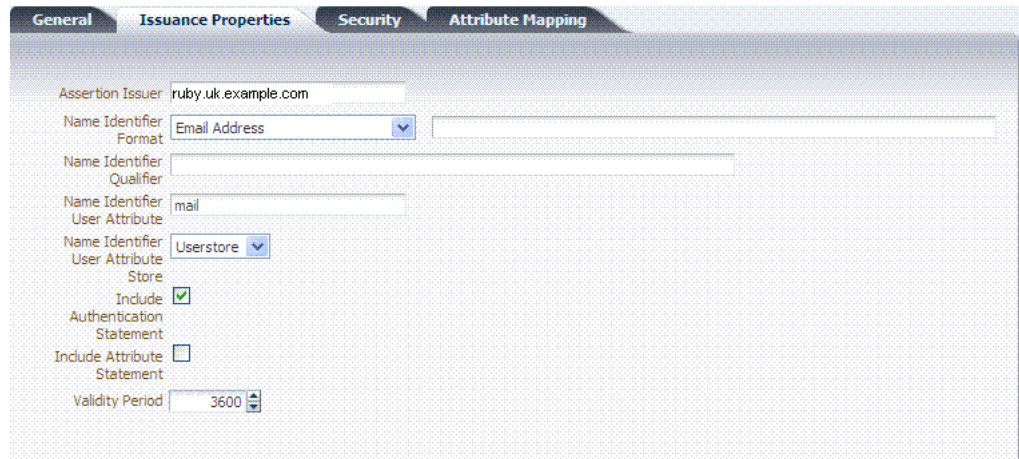 General Issuance Properties Security Attribute Mapping
Assertion Issuer ruby.uk.example.com
Name Identifier
Format Email Address
Name Identifier
Qualifier
Name Identifier
User Attribute mail
Name Identifier
User Attribute
Store Userstore
Include
Authentication
Statement
Include Attribute
Statement
Validity Period 3600